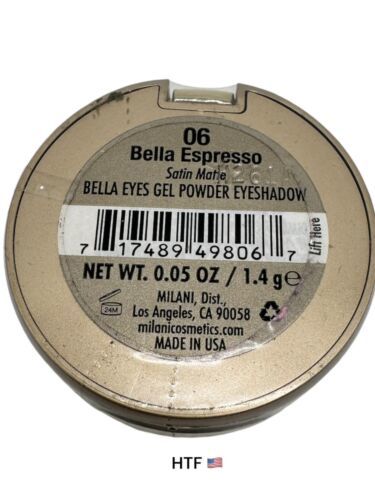 06
Bella Espresso
Satin Matte
BELLA EYES GEL POWDER EYESHADOW
Lift Here
7 17489 49806 7
NET WT. 0.05 OZ / 1.4 g ℮
24M
MILANI, Dist.,
Los Angeles, CA 90058
milanicosmetics.com
MADE IN USA
HTF 🇺🇸